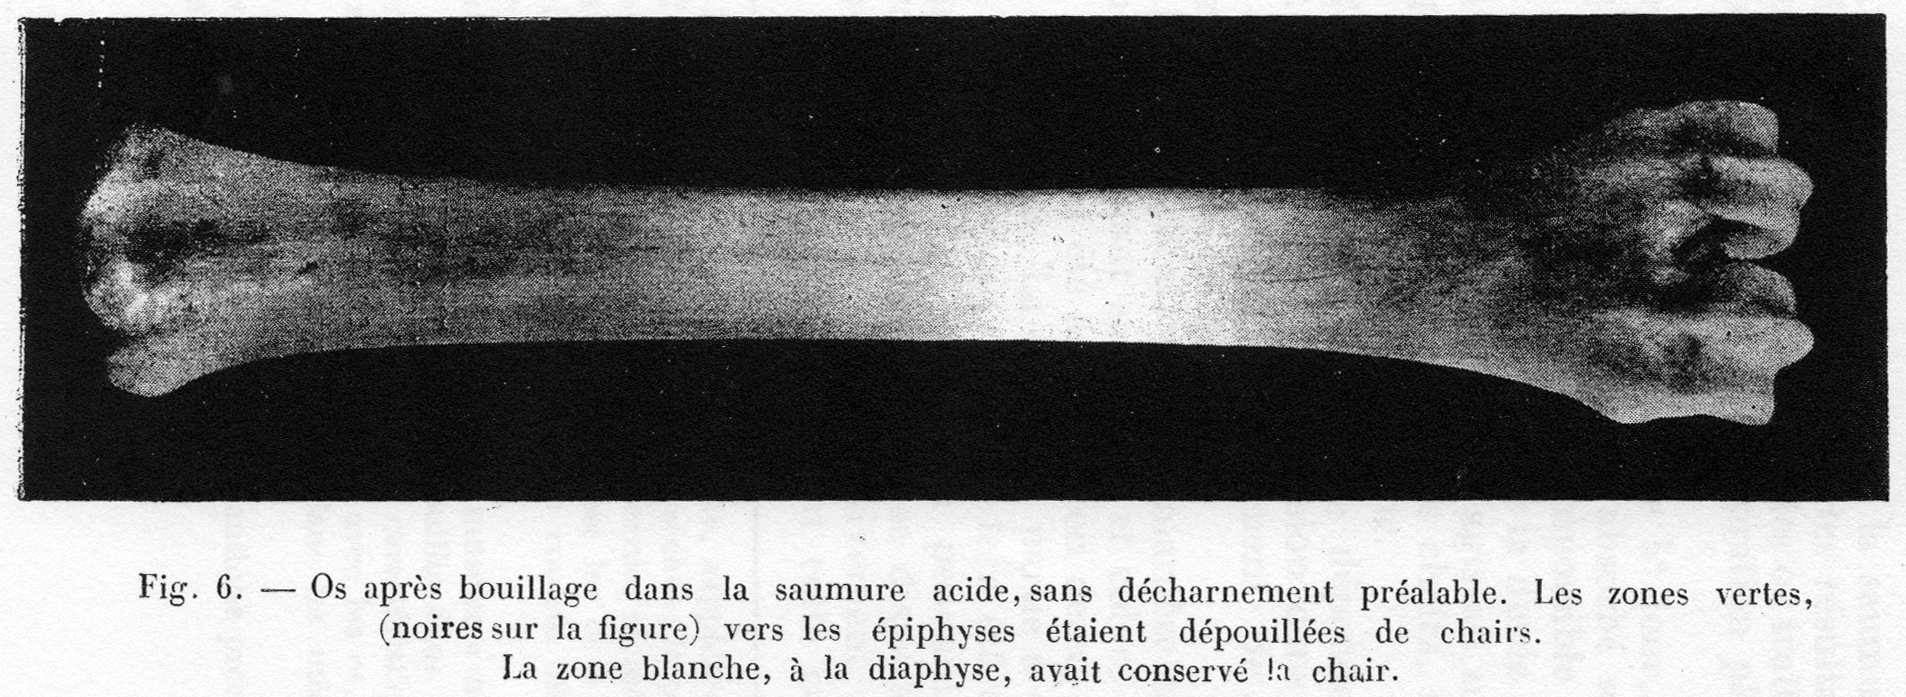 Fig. 6. — Os après bouillage dans la saumure acide, sans décharnement préalable. Les zones vertes,
(noires sur la figure) vers les épiphyses étaient dépouillées de chairs.
La zone blanche, à la diaphyse, avait conservé la chair.